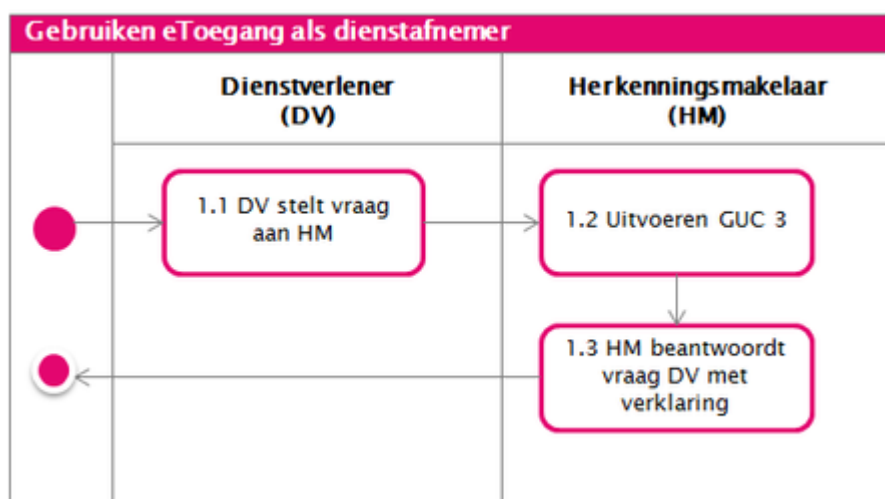 Gebruiken eToegang als dienstafnemer
Dienstverlener
(DV)
Herkenningsmakelaar
(HM)
1.1 DV stelt vraag
aan HM
1.2 Uitvoeren GUC 3
1.3 HM beantwoordt
vraag DV met
verklaring